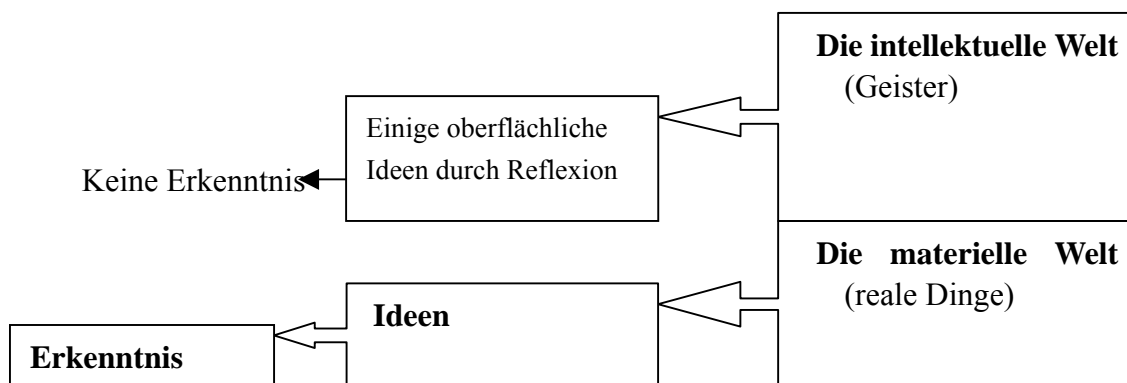 Die intellektuelle Welt
(Geister)
Einige oberflächliche
Ideen durch Reflexion
Keine Erkenntnis
Die materielle Welt
(reale Dinge)
Ideen
Erkenntnis